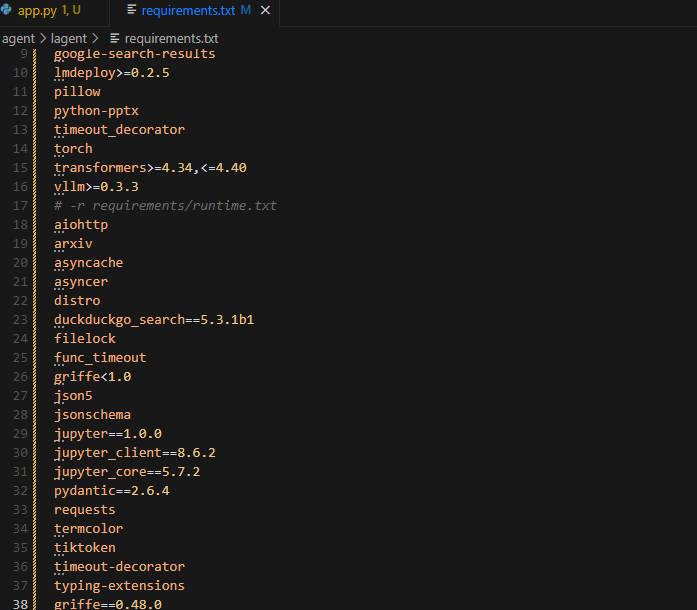 app.py 1, U
requirements.txt M
agent > lagent > requirements.txt
9 google-search-results
10 lmdeploy>=0.2.5
11 pillow
12 python-pptx
13 timeout_decorator
14 torch
15 transformers>=4.34,<=4.40
16 vllm>=0.3.3
17 # -r requirements/runtime.txt
18 aiohttp
19 arxiv
20 asyncache
21 asyncer
22 distro
23 duckduckgo_search==5.3.1b1
24 filelock
25 func_timeout
26 griffe<1.0
27 json5
28 jsonschema
29 jupyter==1.0.0
30 jupyter_client==8.6.2
31 jupyter_core==5.7.2
32 pydantic==2.6.4
33 requests
34 termcolor
35 tiktoken
36 timeout-decorator
37 typing-extensions
38 griffe==0.48.0